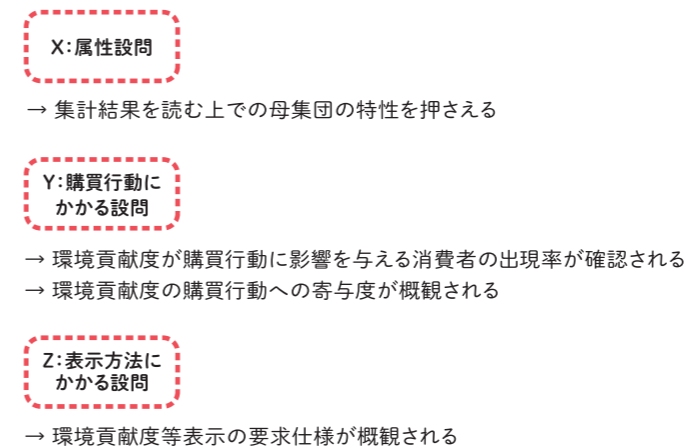 X：属性設問
→ 集計結果を読む上での母集団の特性を押さえる
Y：購買行動に
かかる設問
→ 環境貢献度が購買行動に影響を与える消費者の出現率が確認される
→ 環境貢献度の購買行動への寄与度が概観される
Z：表示方法に
かかる設問
→ 環境貢献度等表示の要求仕様が概観される